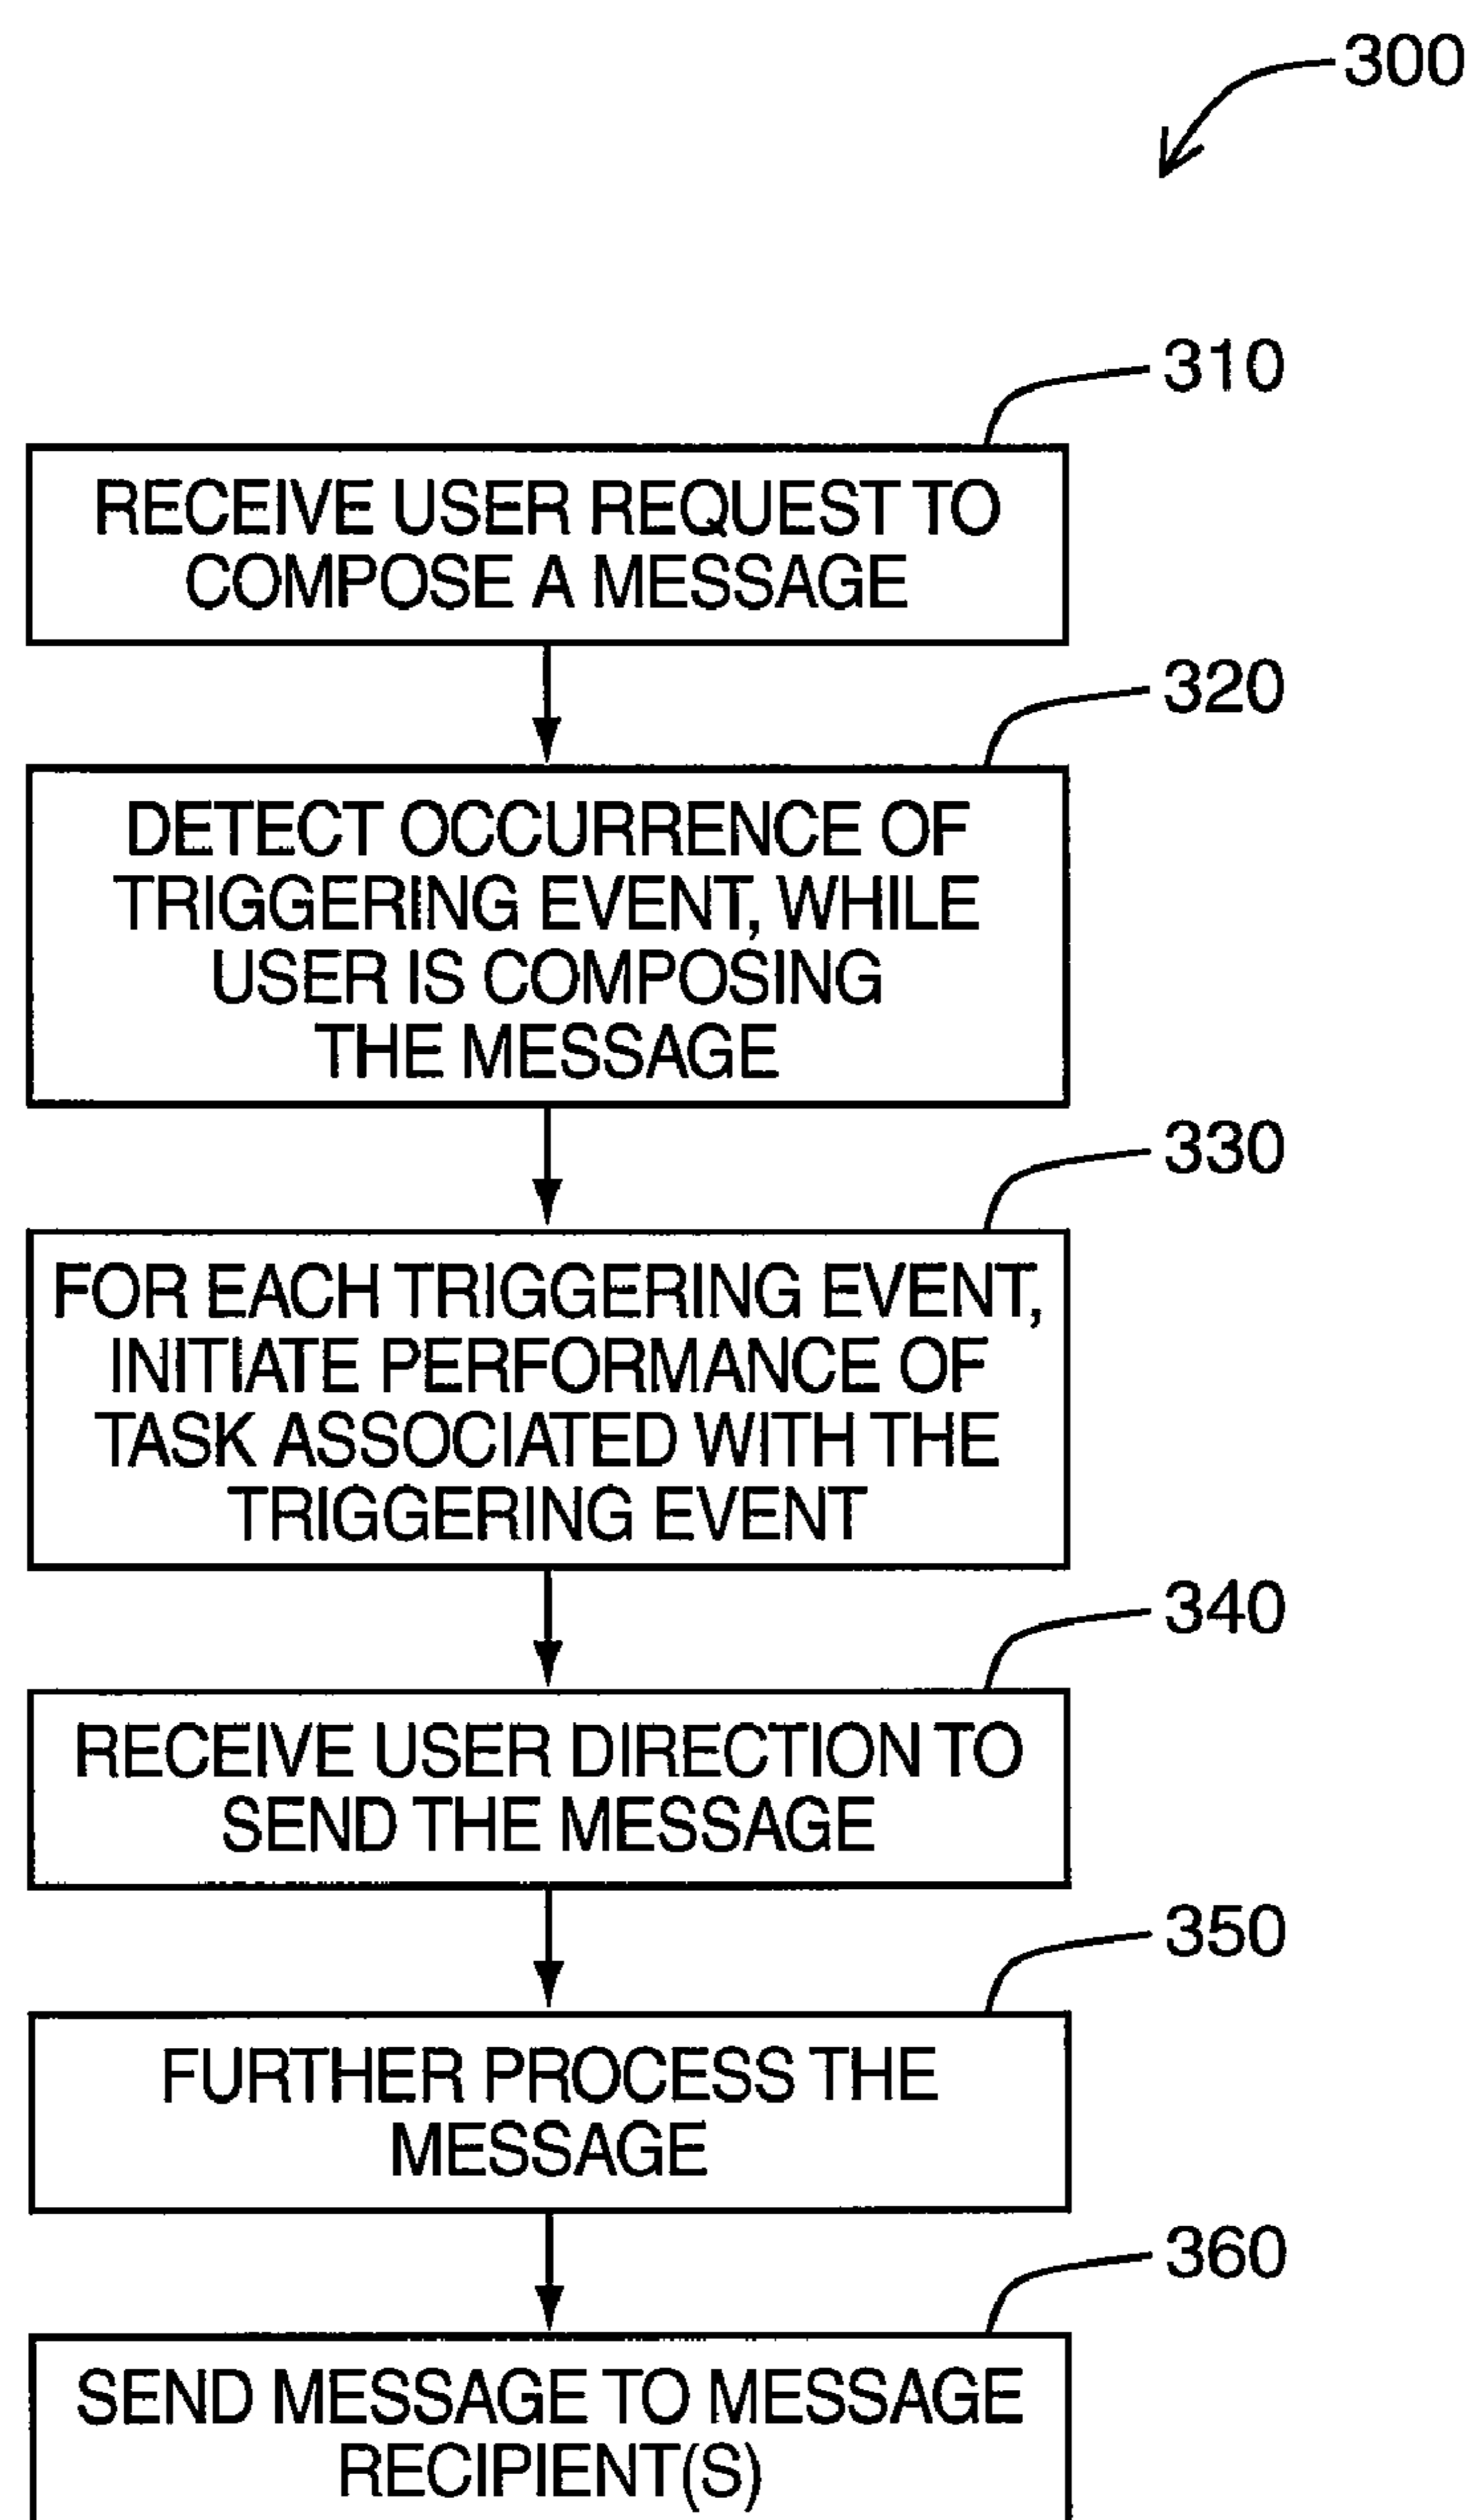 300
310
RECEIVE USER REQUEST TO
COMPOSE A MESSAGE
320
DETECT OCCURRENCE OF
TRIGGERING EVENT, WHILE
USER IS COMPOSING
THE MESSAGE
330
FOR EACH TRIGGERING EVENT,
INITIATE PERFORMANCE OF
TASK ASSOCIATED WITH THE
TRIGGERING EVENT
340
RECEIVE USER DIRECTION TO
SEND THE MESSAGE
350
FURTHER PROCESS THE
MESSAGE
360
SEND MESSAGE TO MESSAGE
RECIPIENT(S)